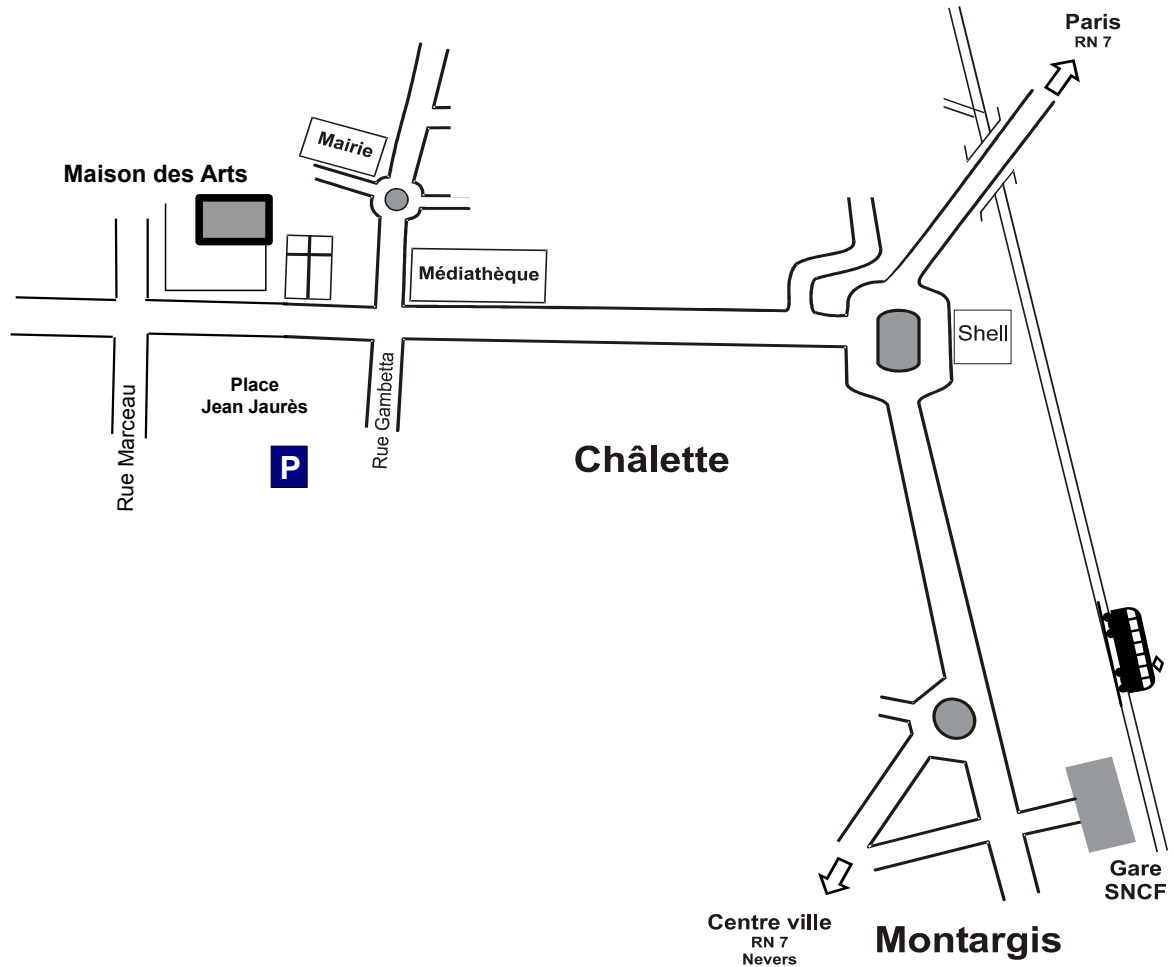 Paris
RN 7
Mairie
Maison des Arts
Médiathèque
Shell
Place
Jean Jaurès
Rue Marceau
Rue Gambetta
P
Châlette
Gare
SNCF
Centre ville
RN 7
Nevers
Montargis